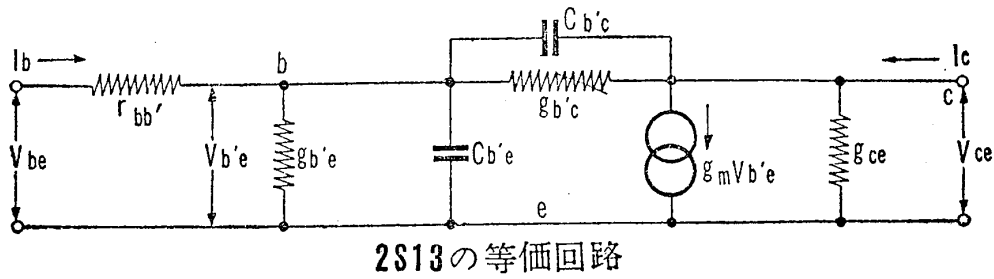 Cb'c
Ib
b
Ic
rbb'
gb'c
c
Vbe
Vb'e
gb'e
Cb'e
gmVb'e
gce
Vce
e
2S13の等価回路